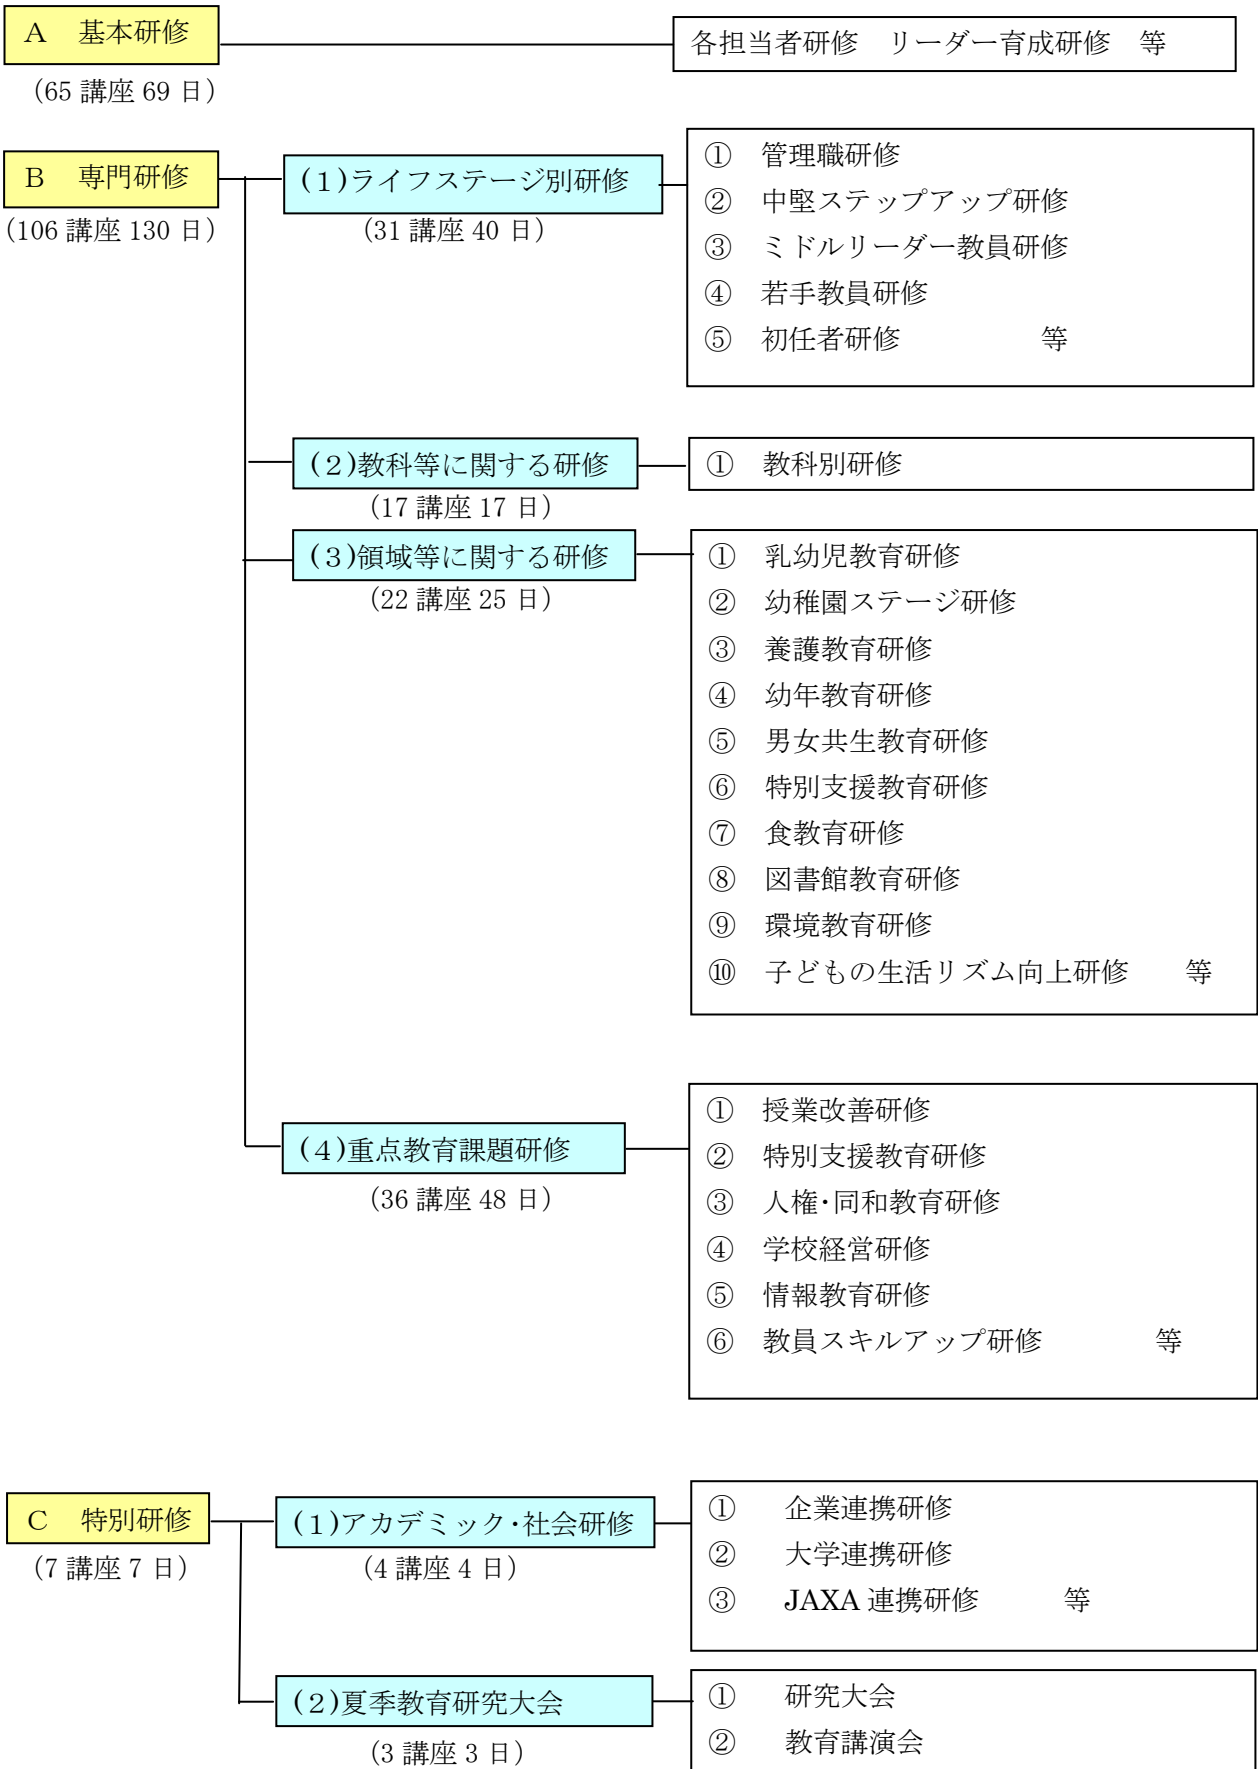 A 基本研修
各担当者研修 リーダー育成研修 等
(65 講座 69 日)
B 専門研修
(106 講座 130 日)
(1)ライフステージ別研修
(31 講座 40 日)
① 管理職研修
② 中堅ステップアップ研修
③ ミドルリーダー教員研修
④ 若手教員研修
⑤ 初任者研修 等
(2)教科等に関する研修
(17 講座 17 日)
① 教科別研修
(3)領域等に関する研修
(22 講座 25 日)
① 乳幼児教育研修
② 幼稚園ステージ研修
③ 養護教育研修
④ 幼年教育研修
⑤ 男女共生教育研修
⑥ 特別支援教育研修
⑦ 食教育研修
⑧ 図書館教育研修
⑨ 環境教育研修
⑩ 子どもの生活リズム向上研修 等
(4)重点教育課題研修
(36 講座 48 日)
① 授業改善研修
② 特別支援教育研修
③ 人権・同和教育研修
④ 学校経営研修
⑤ 情報教育研修
⑥ 教員スキルアップ研修 等
C 特別研修
(7 講座 7 日)
(1)アカデミック・社会研修
(4 講座 4 日)
① 企業連携研修
② 大学連携研修
③ JAXA 連携研修 等
(2)夏季教育研究大会
(3 講座 3 日)
① 研究大会
② 教育講演会